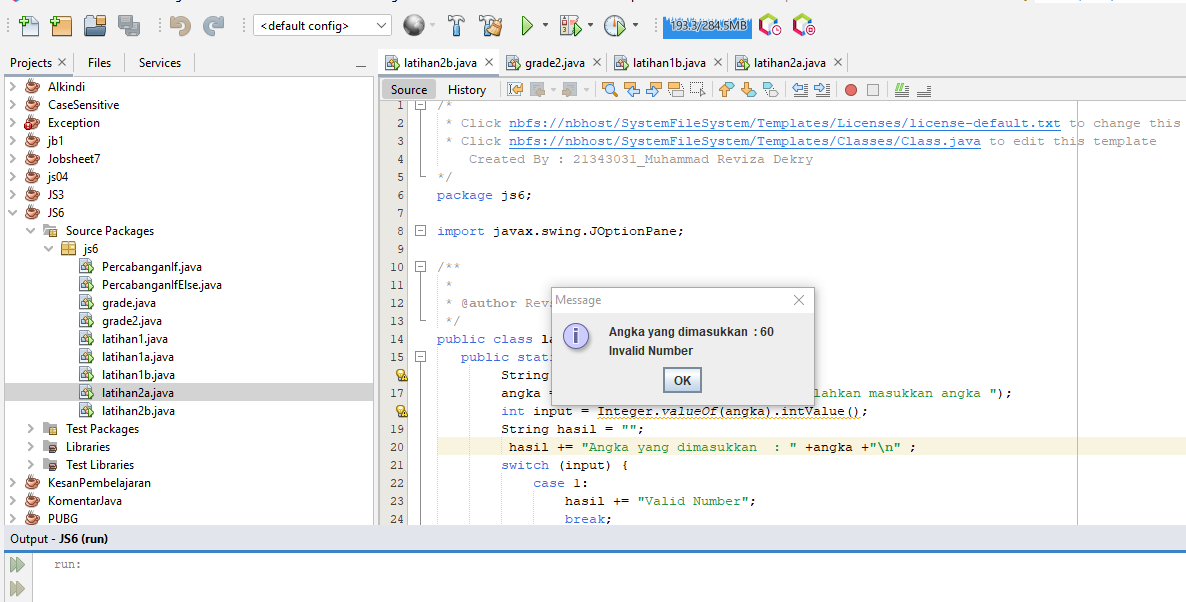 <default config>
193.3/284.5MB
Projects
Files
Services
latihan2b.java
grade2.java
latihan1b.java
latihan2a.java
Source
History
Alkindi
CaseSensitive
Exception
jb1
Jobsheet7
js04
JS3
JS6
Source Packages
js6
PercabanganIf.java
PercabanganIfElse.java
grade.java
grade2.java
latihan1.java
latihan1a.java
latihan1b.java
latihan2a.java
latihan2b.java
Test Packages
Libraries
Test Libraries
KesanPembelajaran
KomentarJava
PUBG
1 /*
2 * Click nbfs://nbhost/SystemFileSystem/Templates/Licenses/license-default.txt to change this
3 * Click nbfs://nbhost/SystemFileSystem/Templates/Classes/Class.java to edit this template
4 Created By : 21343031_Muhammad Reviza Dekry
5 */
6 package js6;
7
8 import javax.swing.JOptionPane;
9
10 /**
11 *
12 * @author Rev
13 */
14 public class la
15 public stat
String
17 angka = lahkan masukkan angka ");
int input = Integer.valueOf(angka).intValue();
19 String hasil = "";
20 hasil += "Angka yang dimasukkan  : " +angka +"\n" ;
21 switch (input) {
22 case 1:
23 hasil += "Valid Number";
24 break;
Message
Angka yang dimasukkan  : 60
Invalid Number
OK
Output - JS6 (run)
run: